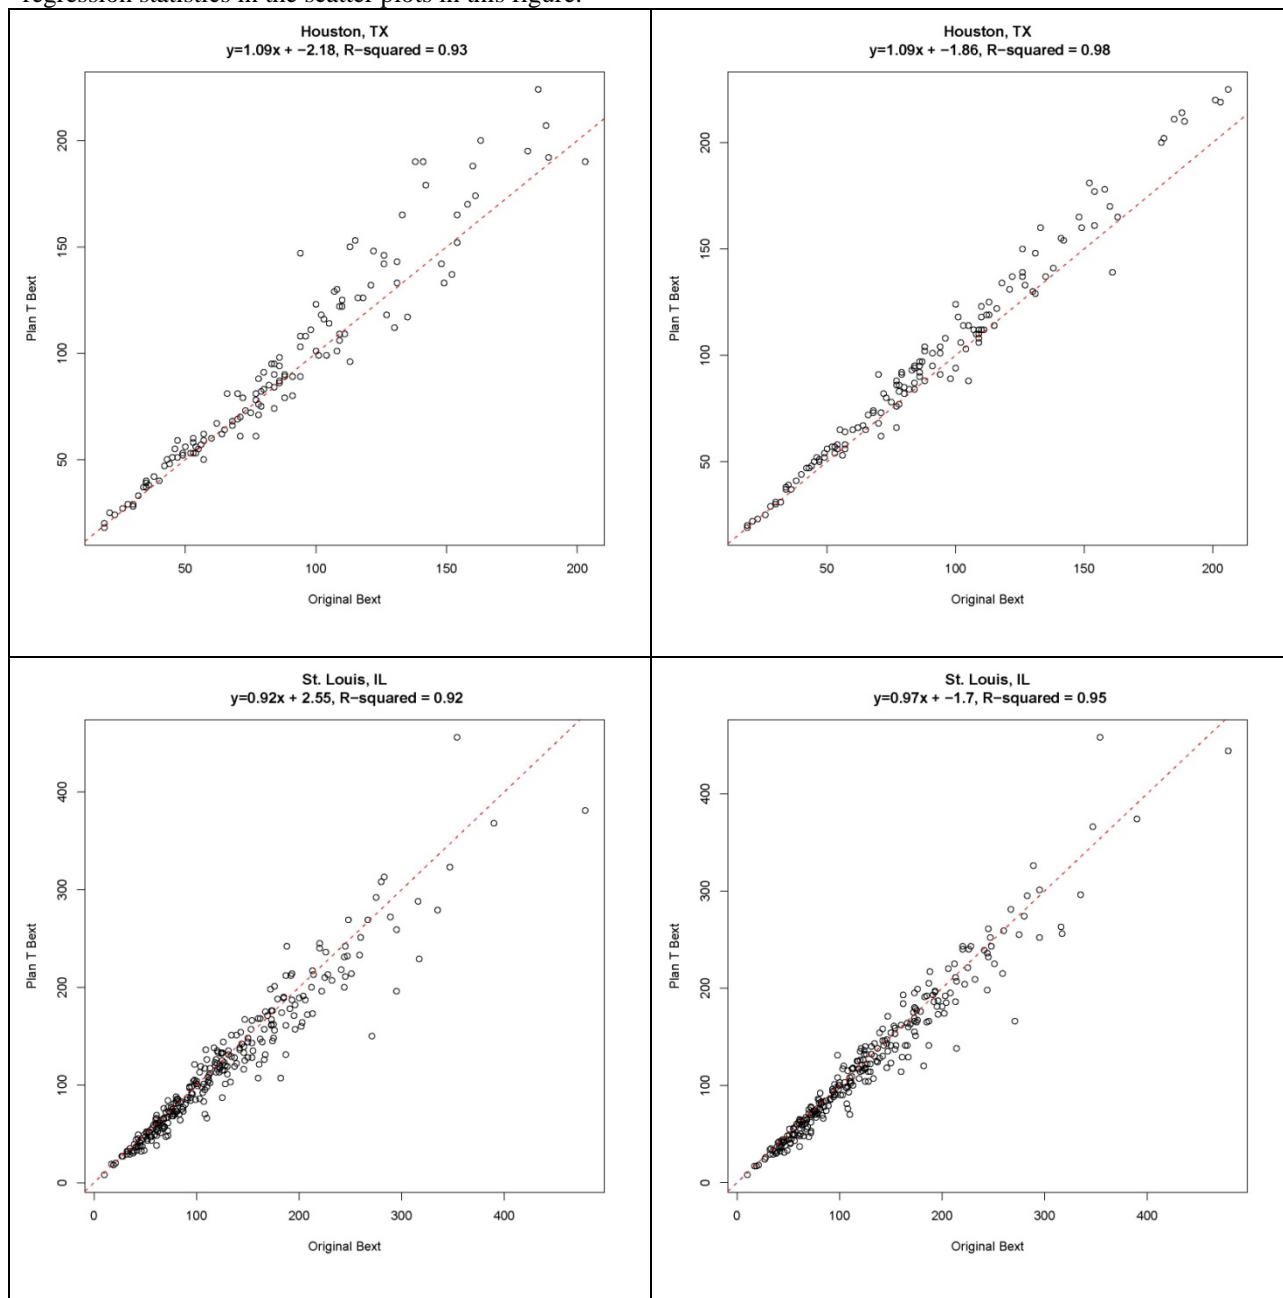 regression statistics in the scatter plots in this figure.
Houston, TX
y=1.09x + −2.18, R−squared = 0.93
200
150
100
50
Plan T Bext
50 100 150 200
Original Bext
Houston, TX
y=1.09x + −1.86, R−squared = 0.98
200
150
100
50
Plan T Bext
50 100 150 200
Original Bext
St. Louis, IL
y=0.92x + 2.55, R−squared = 0.92
400
300
200
100
0
Plan T Bext
0 100 200 300 400
Original Bext
St. Louis, IL
y=0.97x + −1.7, R−squared = 0.95
400
300
200
100
0
Plan T Bext
0 100 200 300 400
Original Bext